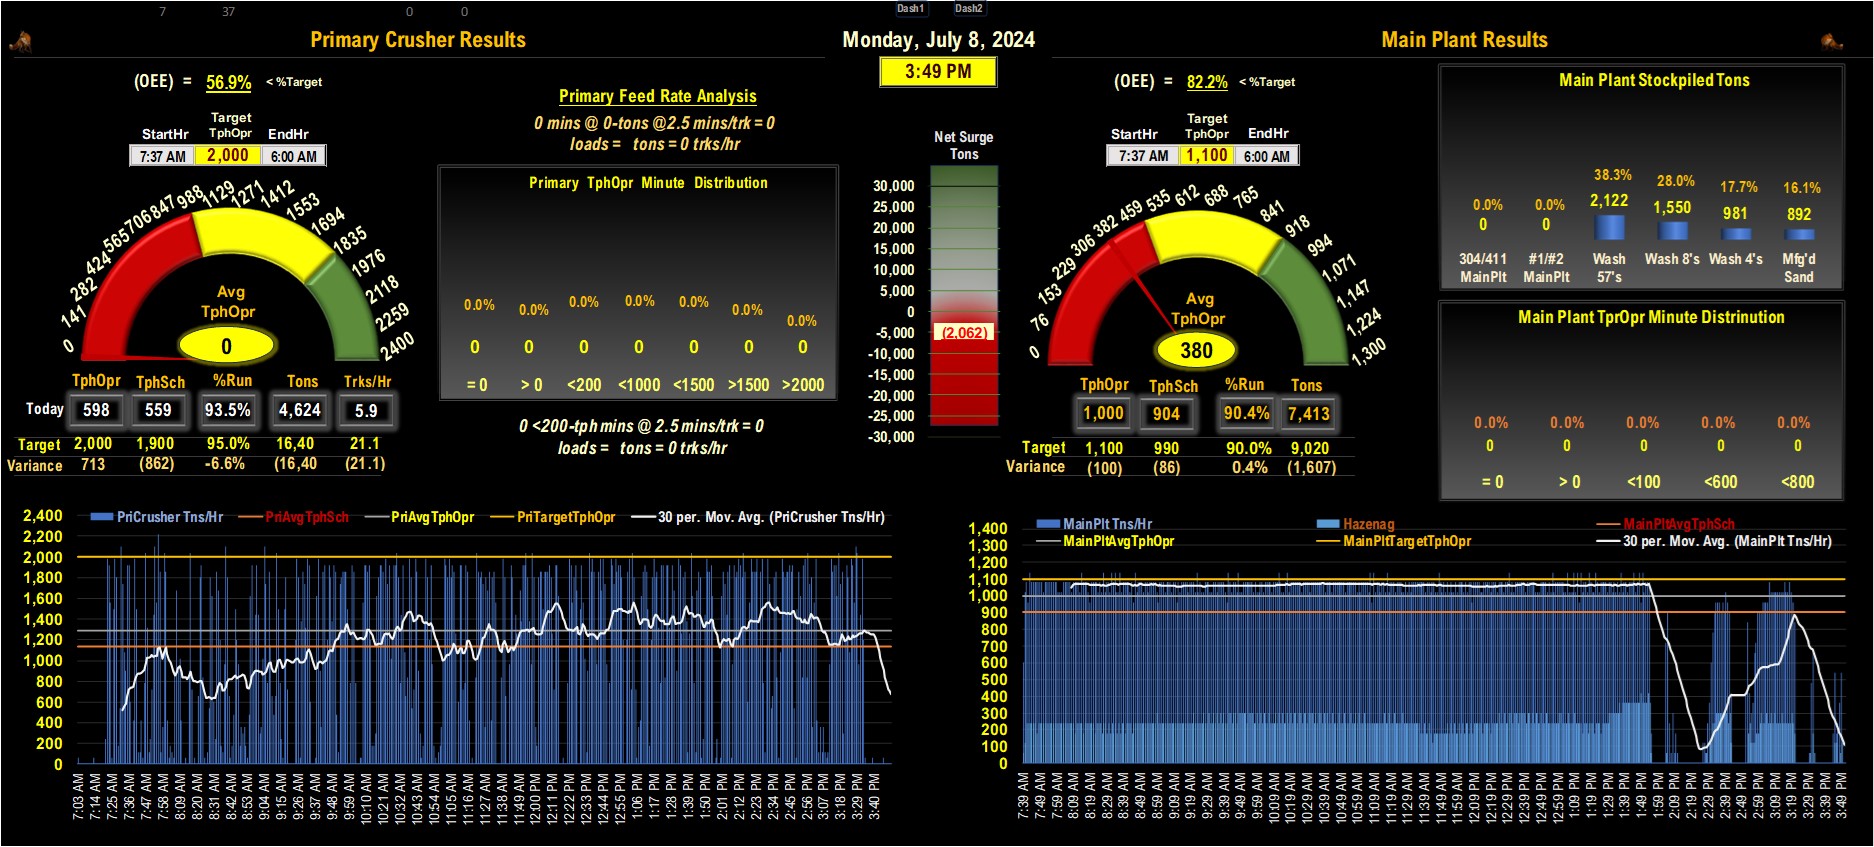 7 37 0 0 Dash1 Dash2
Primary Crusher Results
Monday, July 8, 2024
Main Plant Results
3:49 PM
(OEE) = 56.9% < %Target
StartHr Target TphOpr EndHr
7:37 AM 2,000 6:00 AM
0 141 282 424 565 706 847 988 1129 1271 1412 1553 1694 1835 1976 2118 2259 2400
Avg
TphOpr
0
TphOpr TphSch %Run Tons Trks/Hr
Today 598 559 93.5% 4,624 5.9
Target 2,000 1,900 95.0% 16,40 21.1
Variance 713 (862) -6.6% (16,40 (21.1)
Primary Feed Rate Analysis
0 mins @ 0-tons @2.5 mins/trk = 0
loads = tons = 0 trks/hr
Primary TphOpr Minute Distribution
0.0% 0.0% 0.0% 0.0% 0.0% 0.0% 0.0%
0 0 0 0 0 0 0
= 0 > 0 <200 <1000 <1500 >1500 >2000
0 <200-tph mins @ 2.5 mins/trk = 0
loads = tons = 0 trks/hr
Net Surge
Tons
30,000
25,000
20,000
15,000
10,000
5,000
0
-5,000
-10,000
-15,000
-20,000
-25,000
-30,000
(2,062)
(OEE) = 82.2% < %Target
StartHr Target TphOpr EndHr
7:37 AM 1,100 6:00 AM
0 76 153 229 306 382 459 535 612 688 765 841 918 994 1,071 1,147 1,224 1,300
Avg
TphOpr
380
TphOpr TphSch %Run Tons
1,000 904 90.4% 7,413
Target 1,100 990 90.0% 9,020
Variance (100) (86) 0.4% (1,607)
Main Plant Stockpiled Tons
0.0% 0.0% 38.3% 28.0% 17.7% 16.1%
0 0 2,122 1,550 981 892
304/411 #1/#2 Wash Wash 8's Wash 4's Mfg'd
MainPlt MainPlt 57's Sand
Main Plant TprOpr Minute Distrinution
0.0% 0.0% 0.0% 0.0% 0.0%
0 0 0 0 0
= 0 > 0 <100 <600 <800
PriCrusher Tns/Hr PriAvgTphSch PriAvgTphOpr PriTargetTphOpr 30 per. Mov. Avg. (PriCrusher Tns/Hr)
2,400
2,200
2,000
1,800
1,600
1,400
1,200
1,000
800
600
400
200
0
7:03 AM 7:14 AM 7:25 AM 7:36 AM 7:47 AM 7:58 AM 8:09 AM 8:20 AM 8:31 AM 8:42 AM 8:53 AM 9:04 AM 9:15 AM 9:26 AM 9:37 AM 9:48 AM 9:59 AM 10:10 AM 10:21 AM 10:32 AM 10:43 AM 10:54 AM 11:05 AM 11:16 AM 11:27 AM 11:38 AM 11:49 AM 12:00 PM 12:11 PM 12:22 PM 12:33 PM 12:44 PM 12:55 PM 1:06 PM 1:17 PM 1:28 PM 1:39 PM 1:50 PM 2:01 PM 2:12 PM 2:23 PM 2:34 PM 2:45 PM 2:56 PM 3:07 PM 3:18 PM 3:29 PM 3:40 PM
MainPlt Tns/Hr Hazenag MainPltAvgTphSch
MainPltAvgTphOpr MainPltTargetTphOpr 30 per. Mov. Avg. (MainPlt Tns/Hr)
1,400
1,300
1,200
1,100
1,000
900
800
700
600
500
400
300
200
100
0
7:39 AM 7:49 AM 7:59 AM 8:09 AM 8:19 AM 8:29 AM 8:39 AM 8:49 AM 8:59 AM 9:09 AM 9:19 AM 9:29 AM 9:39 AM 9:49 AM 9:59 AM 10:09 AM 10:19 AM 10:29 AM 10:39 AM 10:49 AM 10:59 AM 11:09 AM 11:19 AM 11:29 AM 11:39 AM 11:49 AM 11:59 AM 12:09 PM 12:19 PM 12:29 PM 12:39 PM 12:49 PM 12:59 PM 1:09 PM 1:19 PM 1:29 PM 1:39 PM 1:49 PM 1:59 PM 2:09 PM 2:19 PM 2:29 PM 2:39 PM 2:49 PM 2:59 PM 3:09 PM 3:19 PM 3:29 PM 3:39 PM 3:49 PM